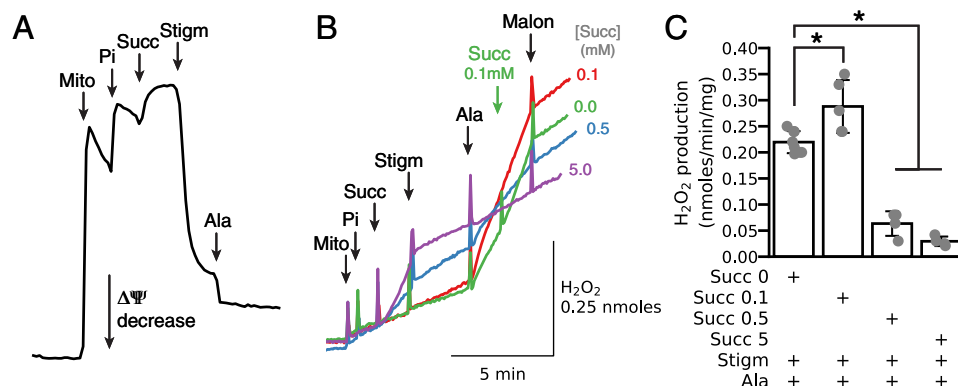 A
Mito
Pi
Succ
Stigm
Ala
ΔΨ
decrease
B
Mito
Pi
Succ
Stigm
Ala
Succ
0.1mM
Malon
[Succ]
(mM)
0.1
0.0
0.5
5.0
H₂O₂
0.25 nmoles
5 min
C
H₂O₂ production
(nmoles/min/mg)
0.40
0.35
0.30
0.25
0.20
0.15
0.10
0.05
0.00
*
*
Succ 0 +
Succ 0.1 +
Succ 0.5 +
Succ 5 +
Stigm + + + +
Ala + + + +